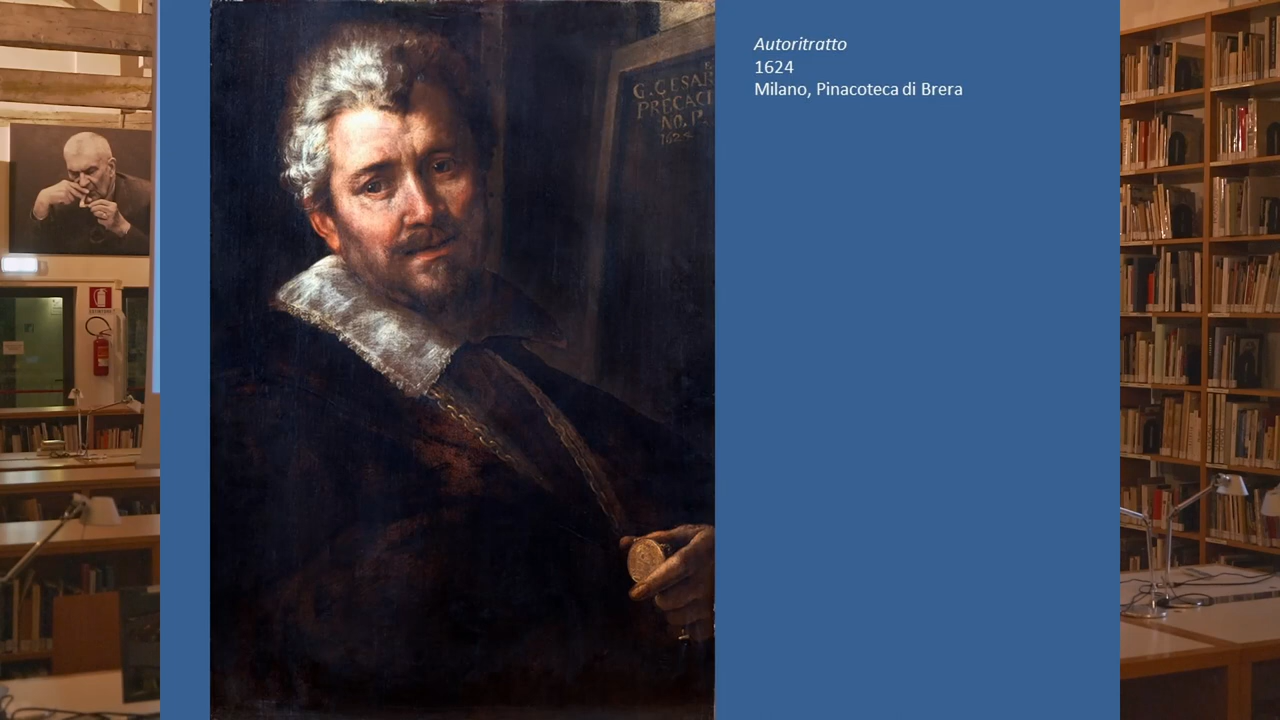 Autoritratto
1624
Milano, Pinacoteca di Brera
G. CESAR
PRECACI
NO. P.
1624